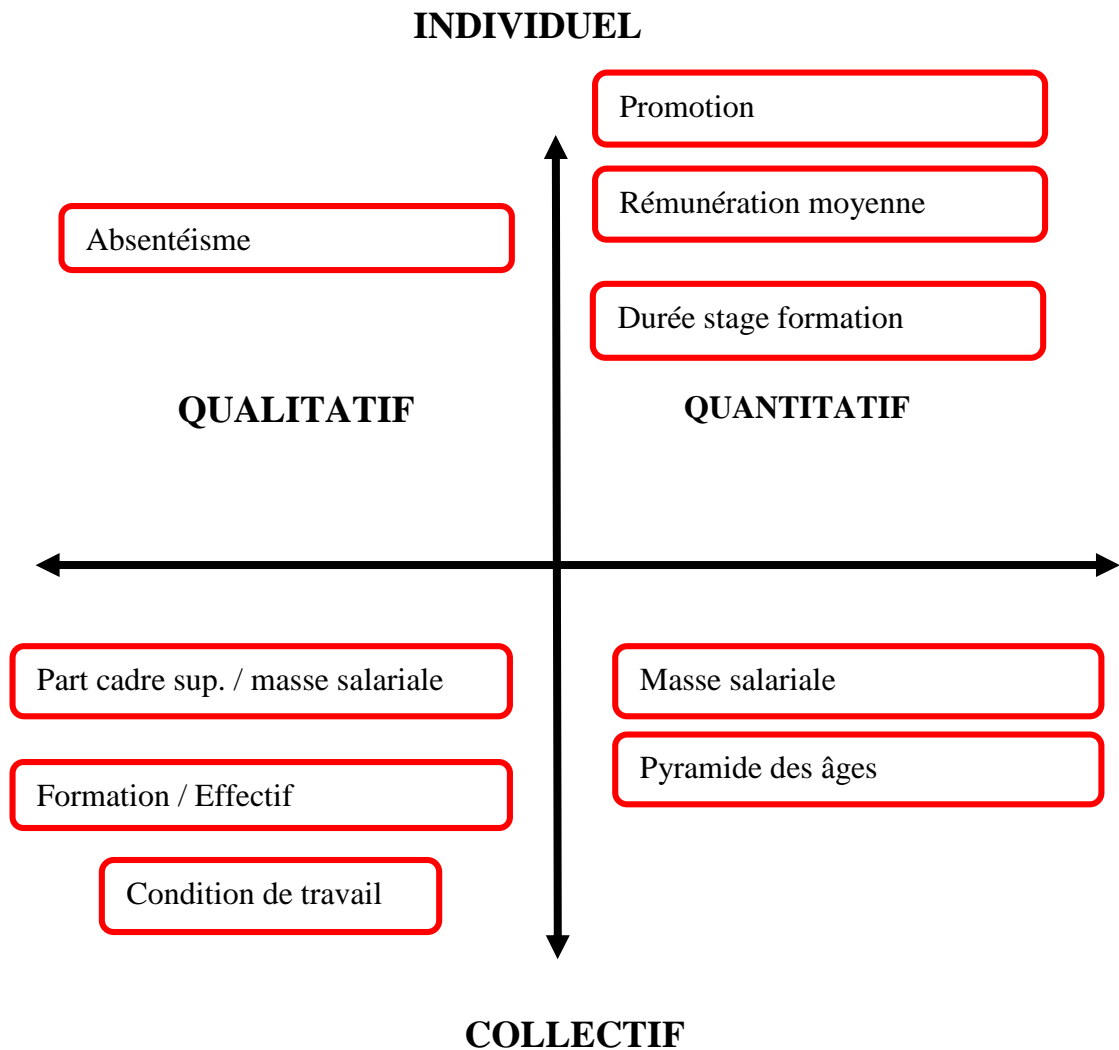 INDIVIDUEL
Promotion
Rémunération moyenne
Absentéisme
Durée stage formation
QUALITATIF
QUANTITATIF
Part cadre sup. / masse salariale
Masse salariale
Pyramide des âges
Formation / Effectif
Condition de travail
COLLECTIF